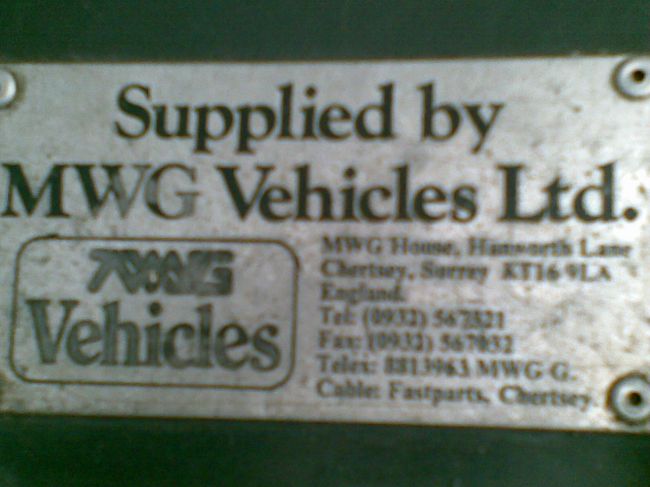 Supplied by
MWG Vehicles Ltd.
MWG
Vehicles
MWG House, Hanworth Lane
Chertsey, Surrey KT16 9LA
England.
Tel: (0932) 567321
Fax: (0932) 567032
Telex: 8813963 MWG G.
Cable: Fastparts, Chertsey.